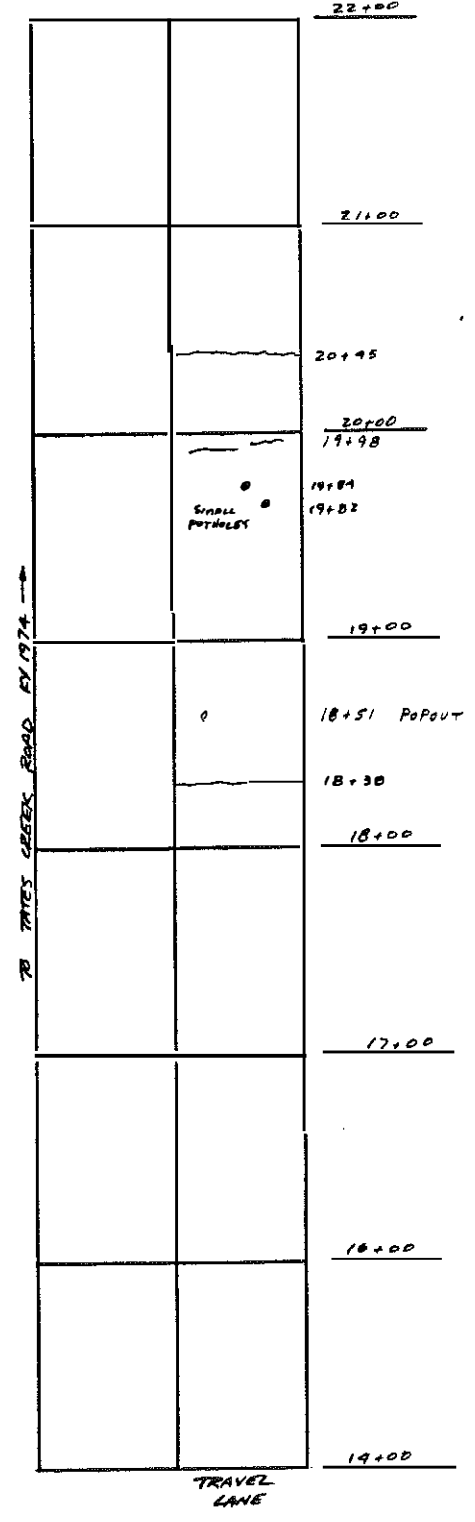 22+00
21+00
20+45
20+00
19+98
19+84
19+82
SMALL
POTHOLES
19+00
TO TATES CREEK ROAD KY 1974 →
18+51 POPOUT
18+38
18+00
17+00
16+00
14+00
TRAVEL
LANE